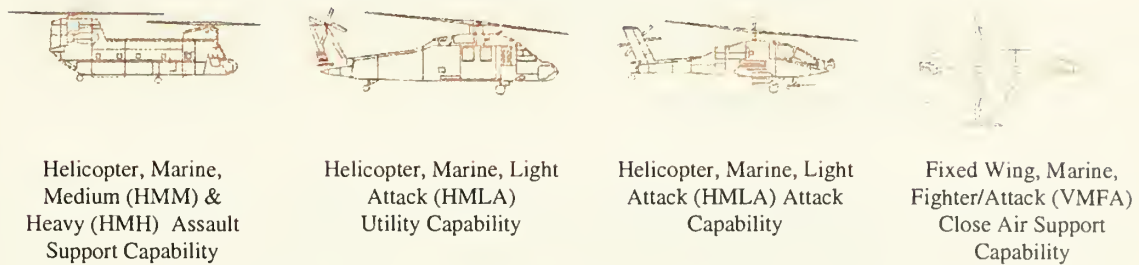 Helicopter, Marine,
Medium (HMM) &
Heavy (HMH) Assault
Support Capability
Helicopter, Marine, Light
Attack (HMLA)
Utility Capability
Helicopter, Marine, Light
Attack (HMLA) Attack
Capability
Fixed Wing, Marine,
Fighter/Attack (VMFA)
Close Air Support
Capability